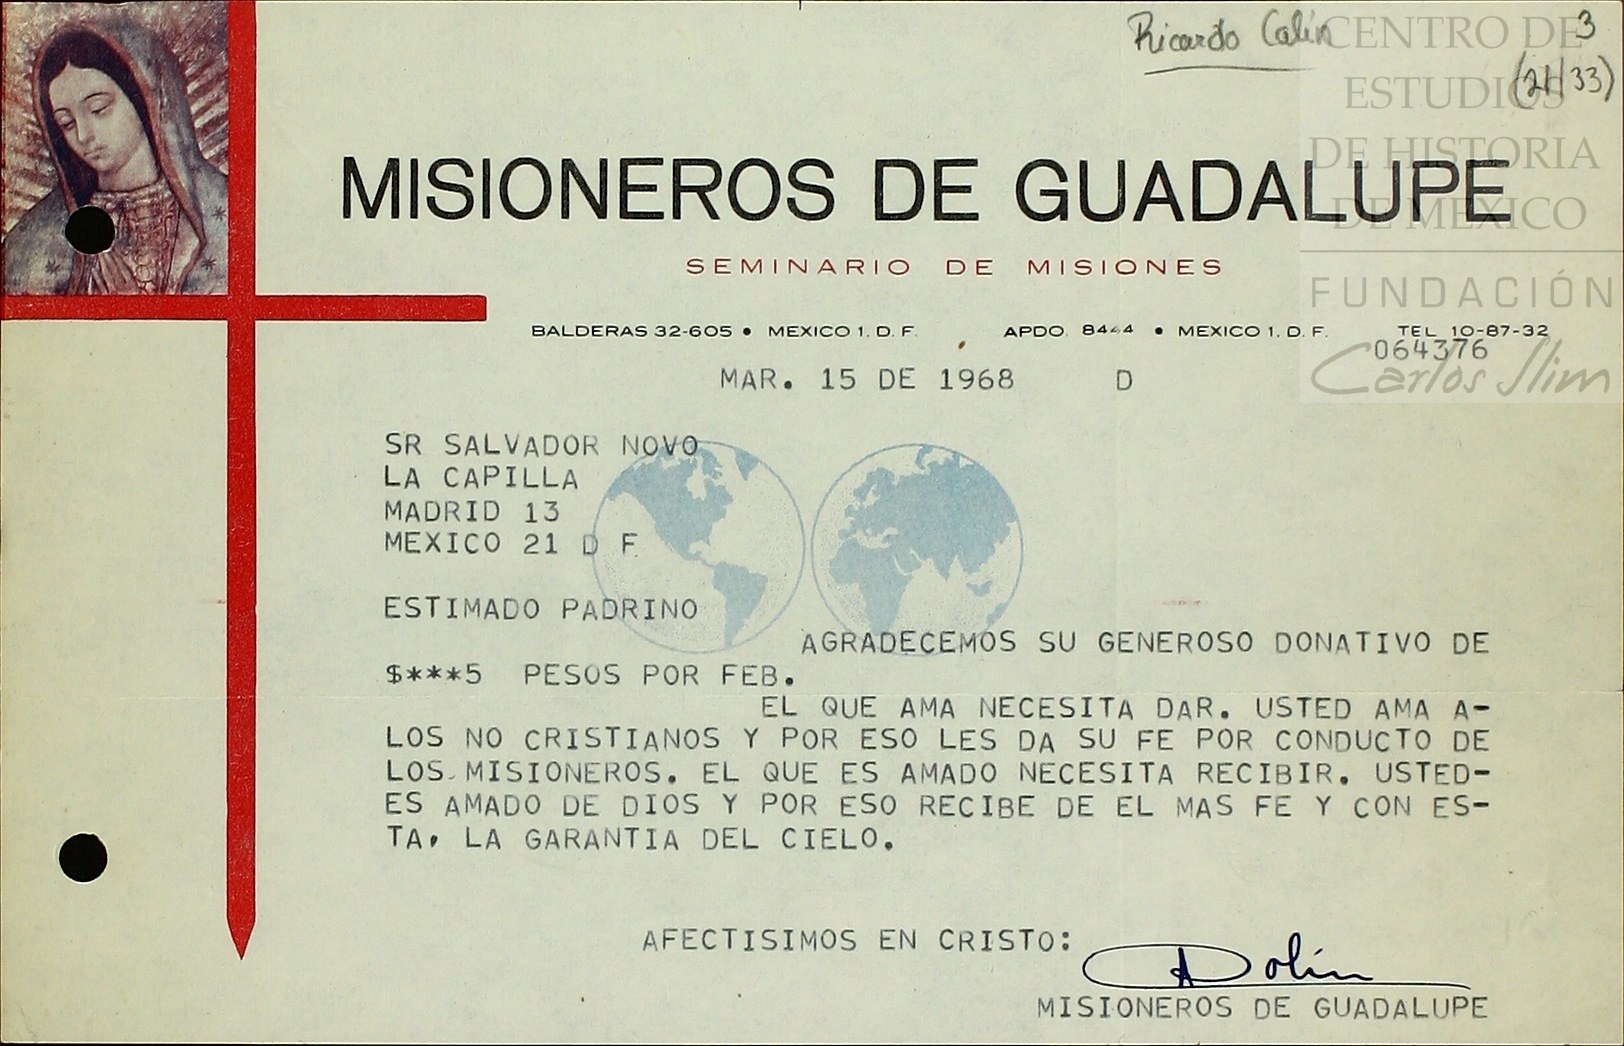 Ricardo Calín
3
(21/33)
CENTRO DE
ESTUDIOS
DE HISTORIA
DE MEXICO
FUNDACIÓN
Carlos Slim
MISIONEROS DE GUADALUPE
SEMINARIO DE MISIONES
BALDERAS 32-605 • MEXICO 1. D. F. APDO. 8444 • MEXICO 1. D. F. TEL 10-87-32
064376
MAR. 15 DE 1968 D
SR SALVADOR NOVO
LA CAPILLA
MADRID 13
MEXICO 21 D F
ESTIMADO PADRINO
AGRADECEMOS SU GENEROSO DONATIVO DE
$***5 PESOS POR FEB.
EL QUE AMA NECESITA DAR. USTED AMA A-
LOS NO CRISTIANOS Y POR ESO LES DA SU FE POR CONDUCTO DE
LOS MISIONEROS. EL QUE ES AMADO NECESITA RECIBIR. USTED-
ES AMADO DE DIOS Y POR ESO RECIBE DE EL MAS FE Y CON ES-
TA, LA GARANTIA DEL CIELO.
AFECTISIMOS EN CRISTO:
MISIONEROS DE GUADALUPE